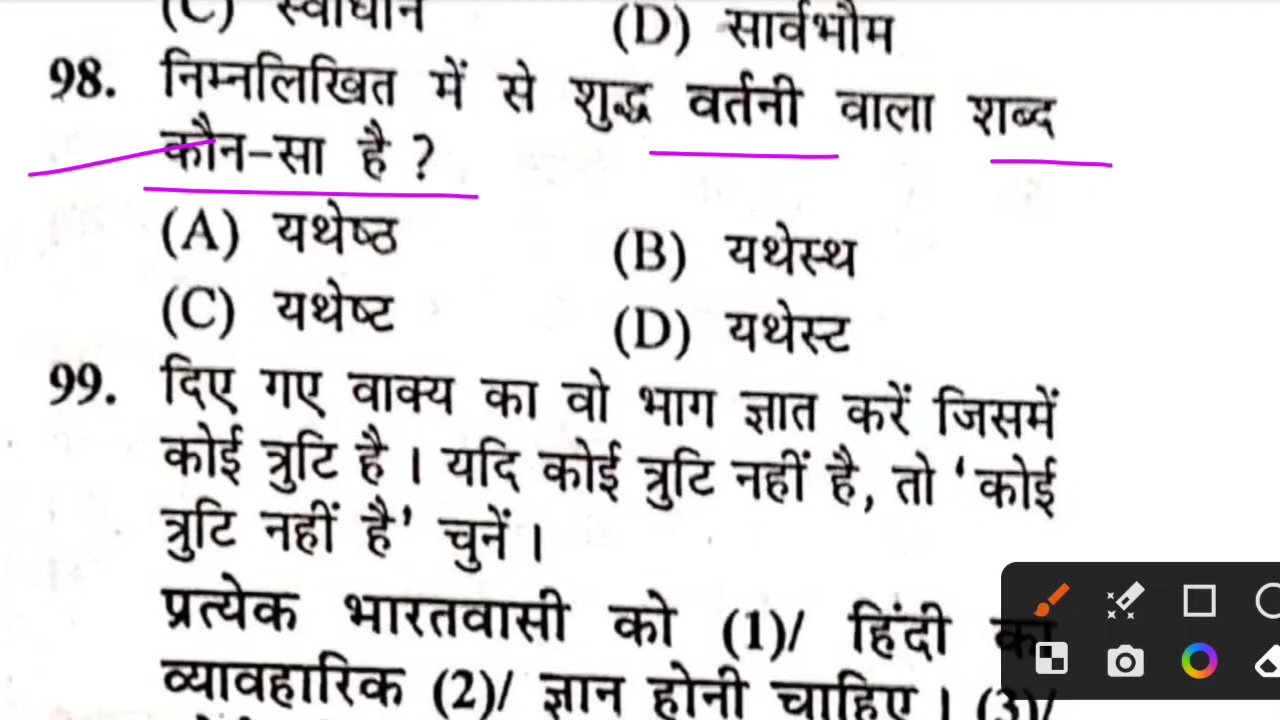 (C) स्वाधीन (D) सार्वभौम
98. निम्नलिखित में से शुद्ध वर्तनी वाला शब्द
कौन-सा है ?
(A) यथेष्ठ (B) यथेस्थ
(C) यथेष्ट (D) यथेस्ट
99. दिए गए वाक्य का वो भाग ज्ञात करें जिसमें
कोई त्रुटि है । यदि कोई त्रुटि नहीं है, तो ‘कोई
त्रुटि नहीं है’ चुनें ।
प्रत्येक भारतवासी को (1)/ हिंदी का
व्यावहारिक (2)/ ज्ञान होनी चाहिए । (3)/